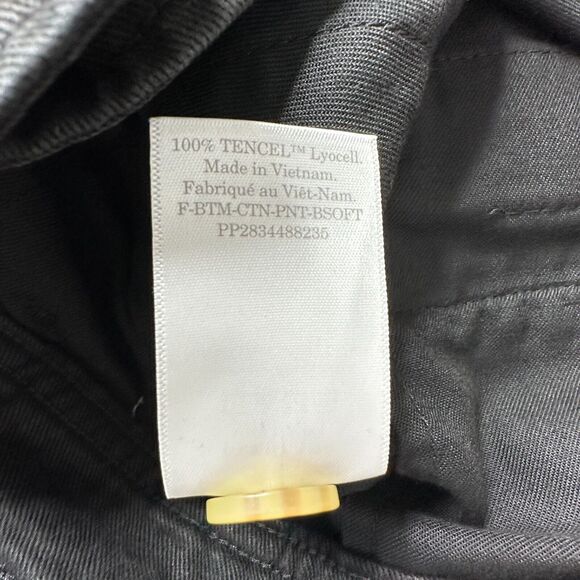 100% TENCEL™ Lyocell.
Made in Vietnam.
Fabriqué au Viêt-Nam.
F-BTM-CTN-PNT-BSOFT
PP2834488235